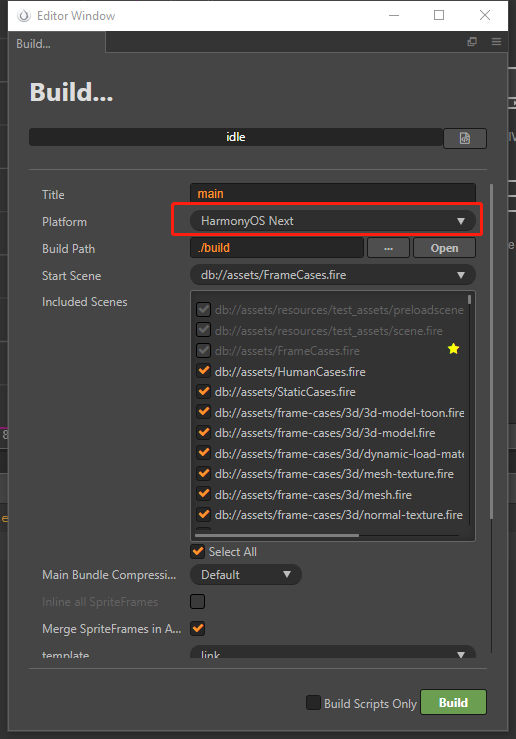 Editor Window
Build...
Build...
idle
Title main
Platform HarmonyOS Next
Build Path ./build ... Open
Start Scene db://assets/FrameCases.fire
Included Scenes
db://assets/resources/test_assets/preloadscene
db://assets/resources/test_assets/scene.fire
db://assets/FrameCases.fire
db://assets/HumanCases.fire
db://assets/StaticCases.fire
db://assets/frame-cases/3d/3d-model-toon.fire
db://assets/frame-cases/3d/3d-model.fire
db://assets/frame-cases/3d/dynamic-load-mate
db://assets/frame-cases/3d/mesh-texture.fire
db://assets/frame-cases/3d/mesh.fire
db://assets/frame-cases/3d/normal-texture.fire
Select All
Main Bundle Compressi... Default
Inline all SpriteFrames
Merge SpriteFrames in A...
template link
Build Scripts Only Build